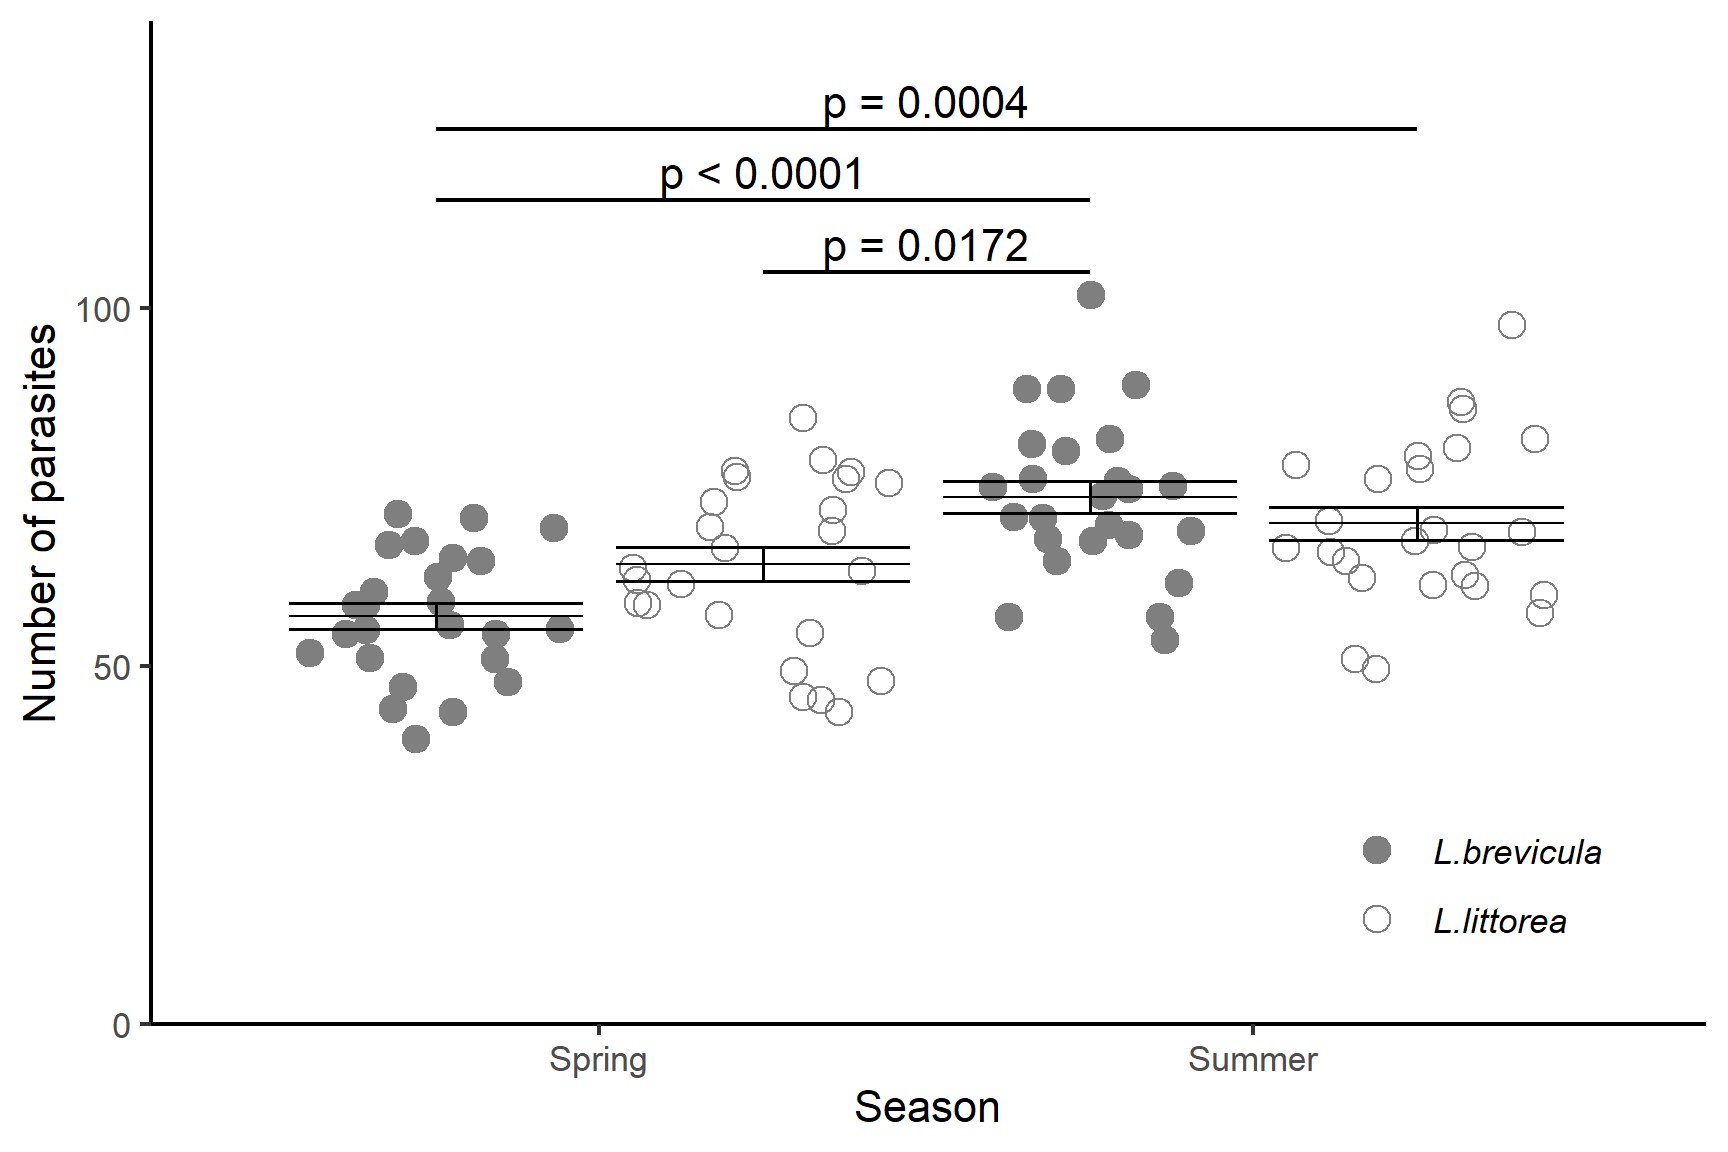 p = 0.0004
p < 0.0001
p = 0.0172
100
50
0
Number of parasites
L.brevicula
L.littorea
Spring
Summer
Season